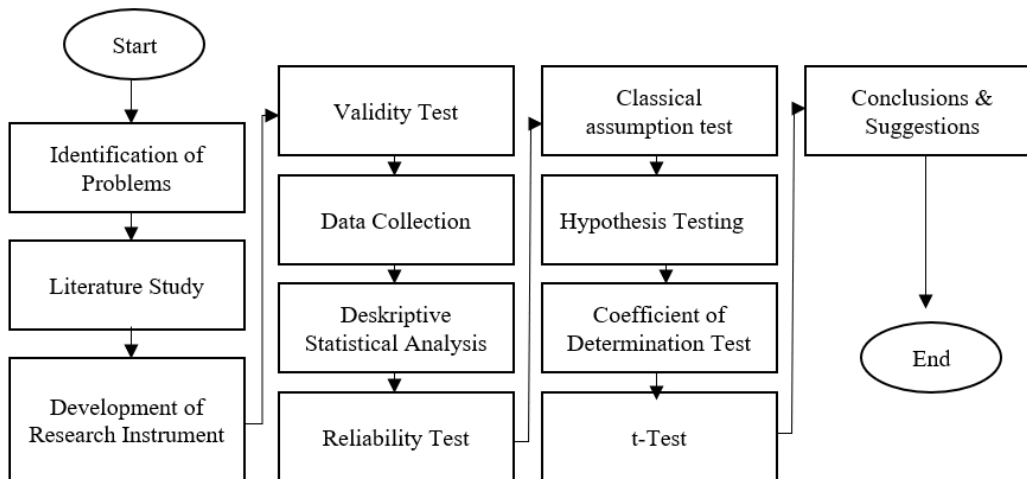 Start
Identification of
Problems
Literature Study
Development of
Research Instrument
Validity Test
Data Collection
Deskriptive
Statistical Analysis
Reliability Test
Classical
assumption test
Hypothesis Testing
Coefficient of
Determination Test
t-Test
Conclusions &
Suggestions
End